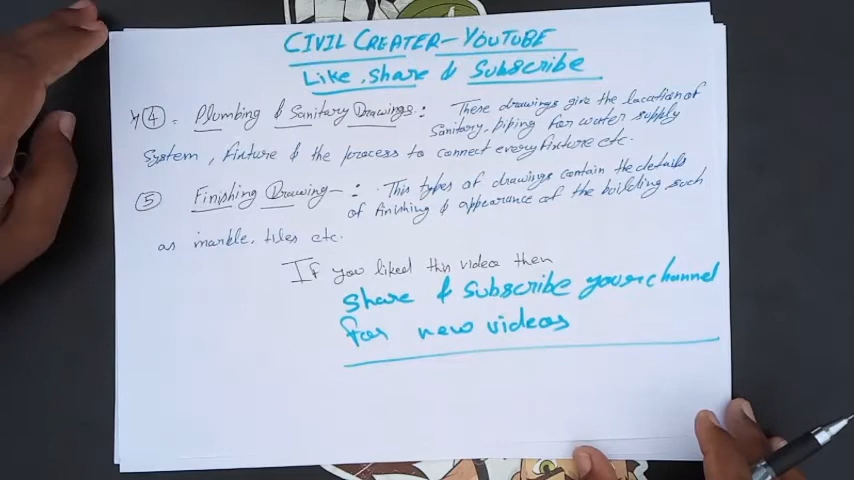 CIVIL CREATER - YOUTUBE
Like, share & Subscribe
④. Plumbing & Sanitary Drawings: These drawings give the location of
Sanitary, piping for water supply
System, fixture & the process to connect every fixture etc.
⑤ Finishing Drawing - : This types of drawings contain the details
of finishing & appearance of the building such
as marble, tiles etc.
If you liked this video then
share & subscribe your channel
for new videos